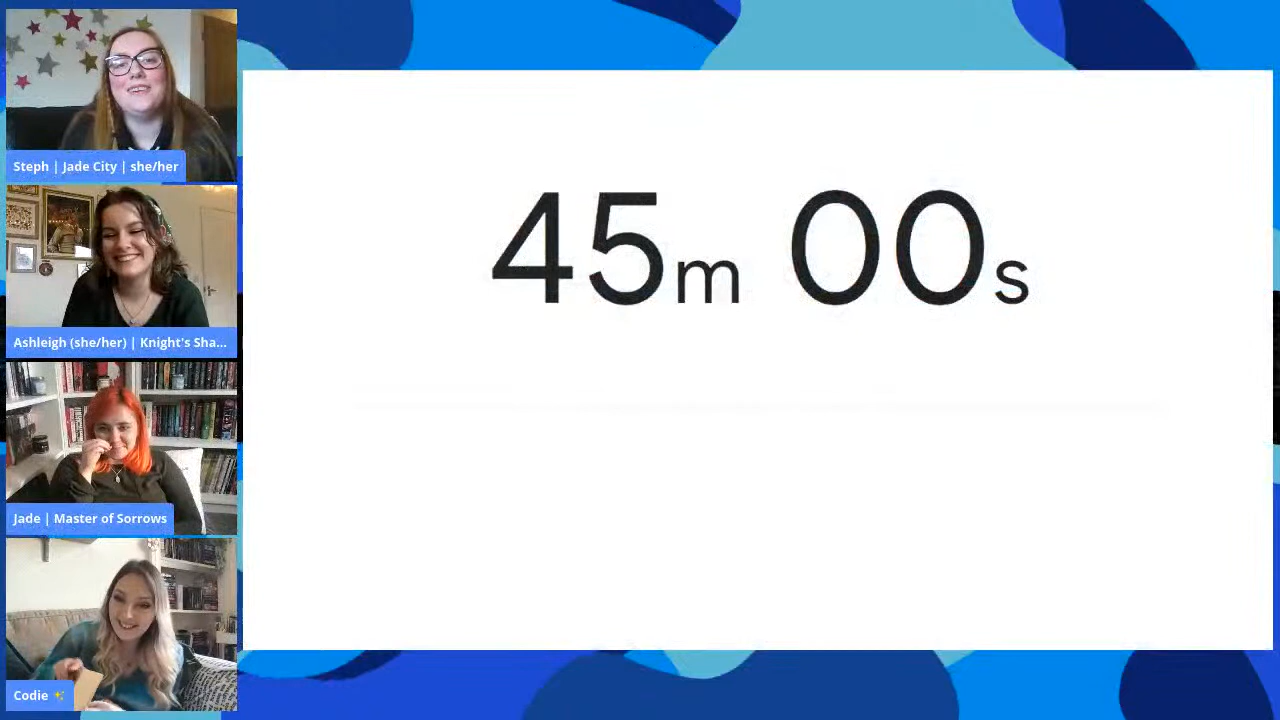 Steph | Jade City | she/her
45m 00s
Ashleigh (she/her) | Knight's Sha...
Jade | Master of Sorrows
Codie ✨